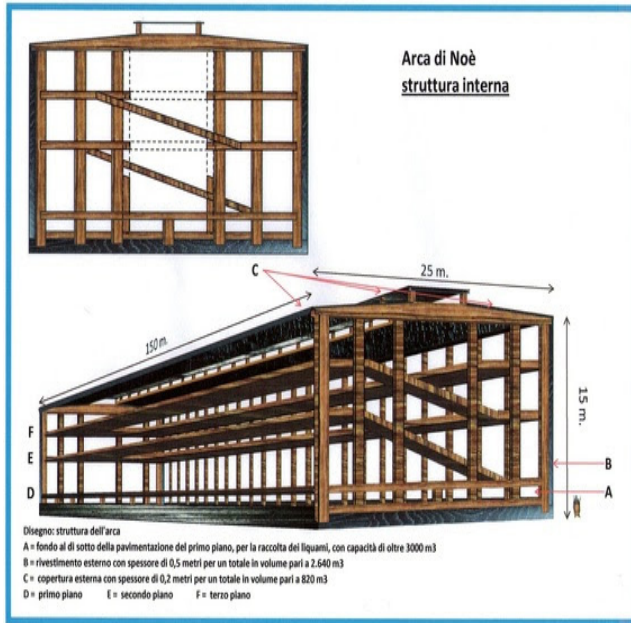 Arca di Noè
struttura interna
C
25 m.
150 m.
15 m.
F
E
D
B
A
Disegno: struttura dell'arca
A = fondo al di sotto della pavimentazione del primo piano, per la raccolta dei liquami, con capacità di oltre 3000 m3
B = rivestimento esterno con spessore di 0,5 metri per un totale in volume pari a 2.640 m3
C = copertura esterna con spessore di 0,2 metri per un totale in volume pari a 820 m3
D = primo piano E = secondo piano F = terzo piano